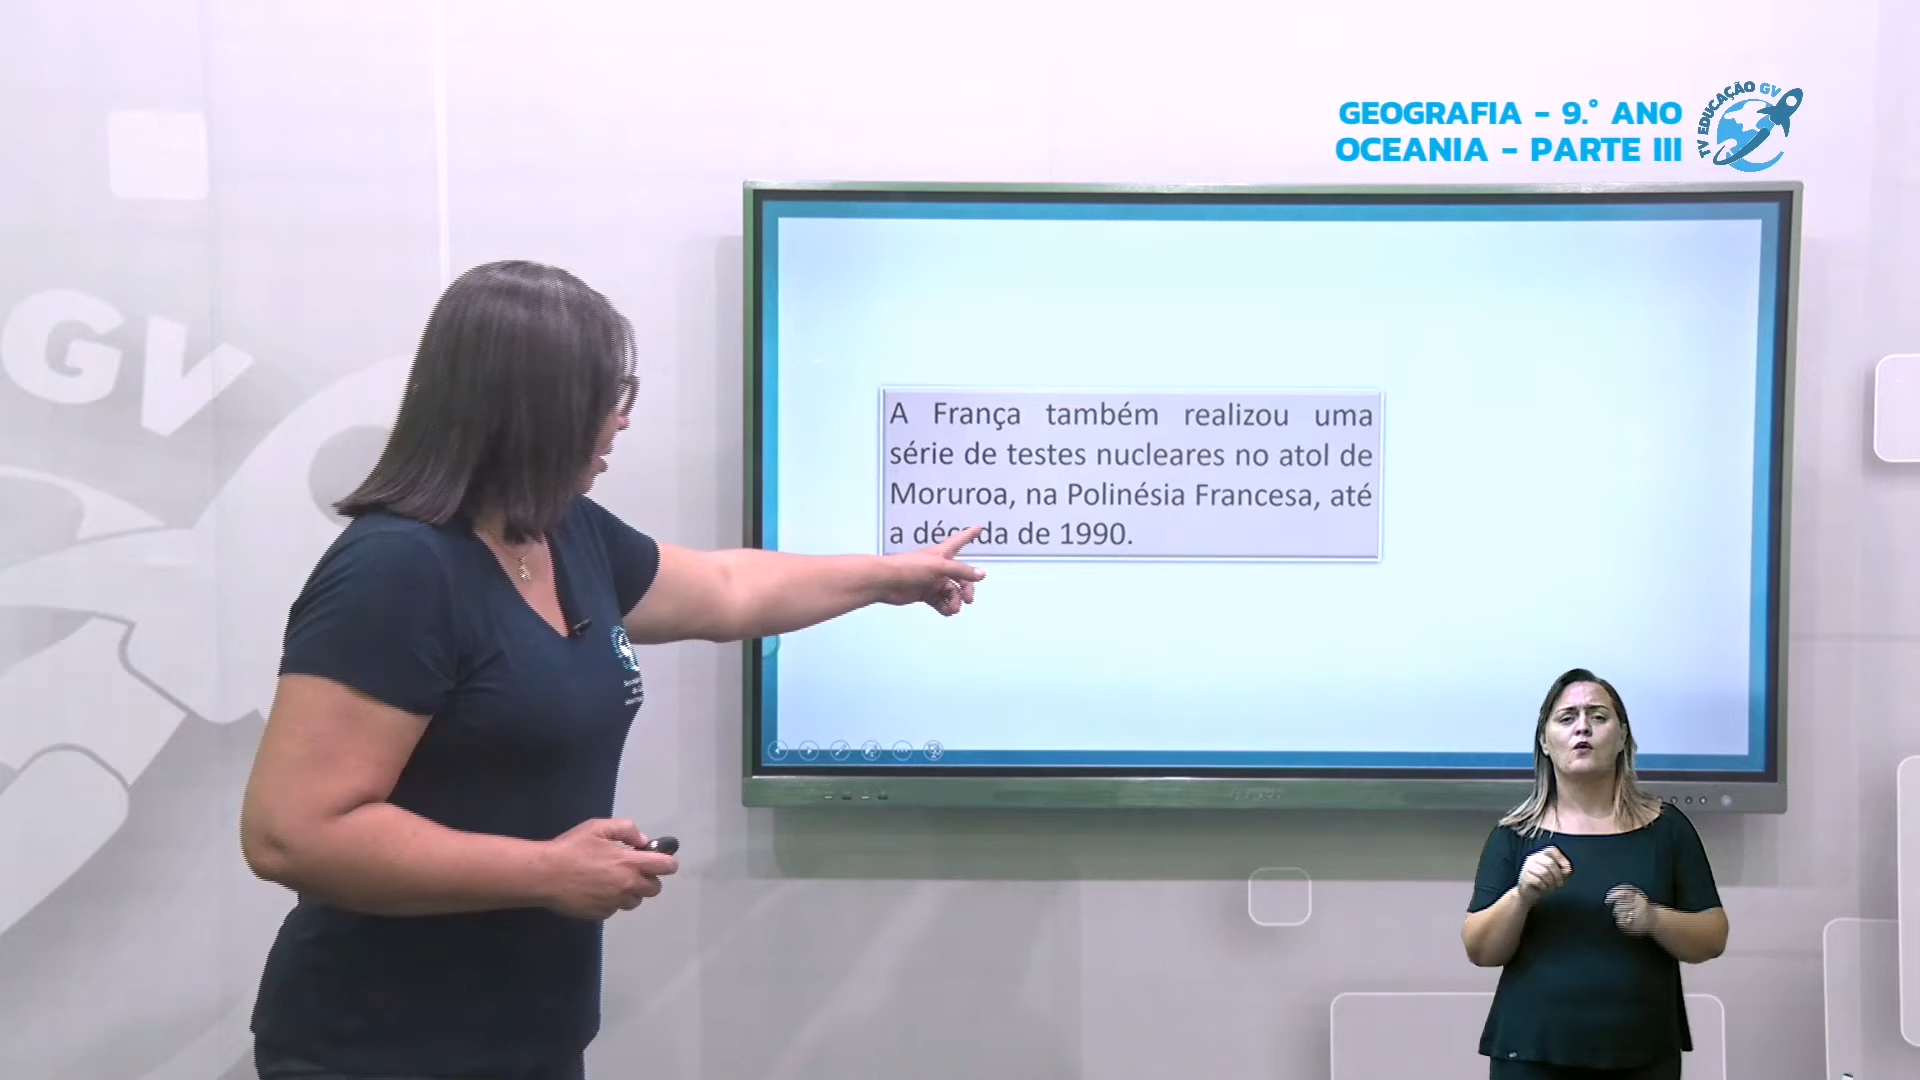 GEOGRAFIA - 9.° ANO
OCEANIA - PARTE III
TV EDUCAÇÃO GV
GV
A França também realizou uma
série de testes nucleares no atol de
Moruroa, na Polinésia Francesa, até
a década de 1990.